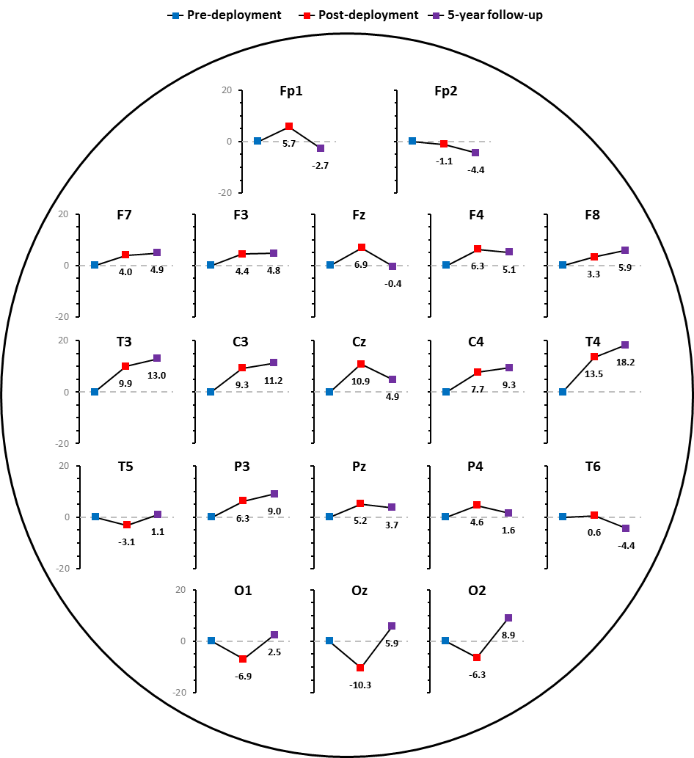 Pre-deployment Post-deployment 5-year follow-up
Fp1 Fp2
20
0
-20
5.7 -2.7 -1.1 -4.4
F7 F3 Fz F4 F8
20
0
-20
4.0 4.9 4.4 4.8 6.9 -0.4 6.3 5.1 3.3 5.9
T3 C3 Cz C4 T4
20
0
-20
9.9 13.0 9.3 11.2 10.9 4.9 7.7 9.3 13.5 18.2
T5 P3 Pz P4 T6
20
0
-20
-3.1 1.1 6.3 9.0 5.2 3.7 4.6 1.6 0.6 -4.4
O1 Oz O2
20
0
-20
-6.9 2.5 -10.3 5.9 -6.3 8.9